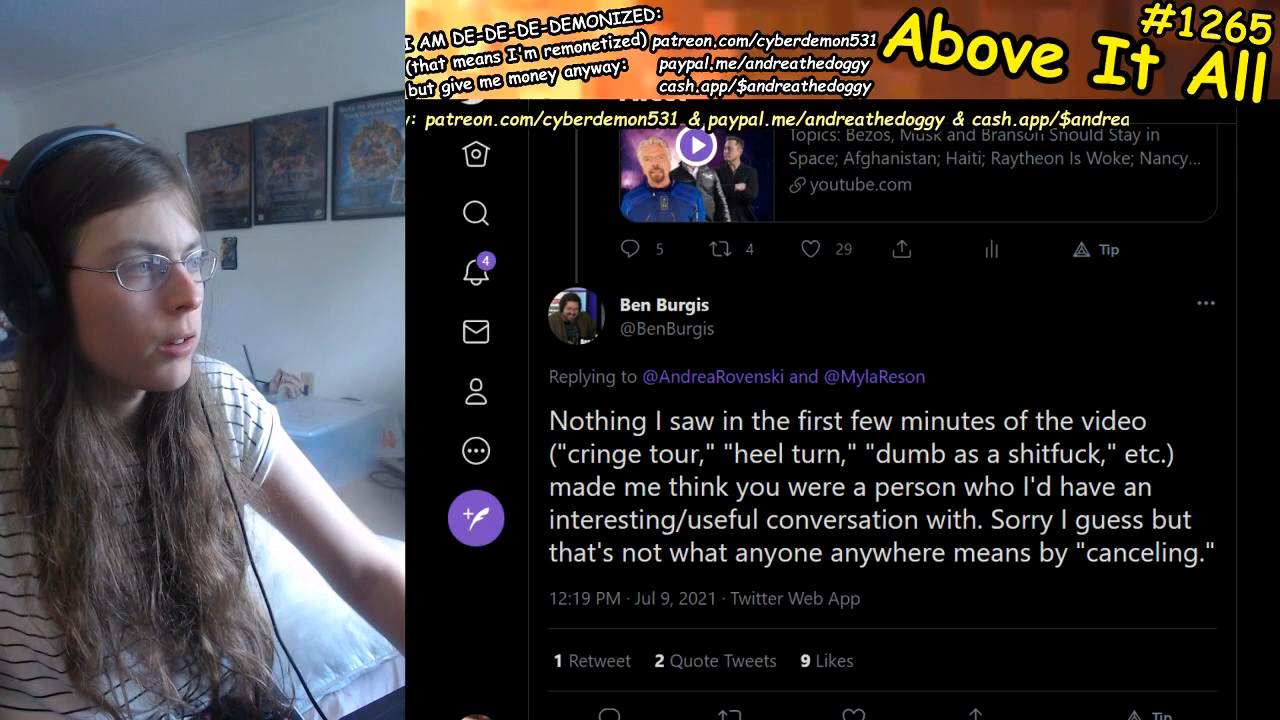 I AM DE-DE-DE-DEMONIZED:
(that means I'm remonetized)
but give me money anyway:
patreon.com/cyberdemon531
paypal.me/andreathedoggy
cash.app/$andreathedoggy
Above It All
#1265
y: patreon.com/cyberdemon531 & paypal.me/andreathedoggy & cash.app/$andrea
Topics: Bezos, Musk and Branson Should Stay in
Space; Afghanistan; Haiti; Raytheon Is Woke; Nancy...
youtube.com
5 4 29 Tip
4
Ben Burgis
@BenBurgis
Replying to @AndreaRovenski and @MylaReson
Nothing I saw in the first few minutes of the video
("cringe tour," "heel turn," "dumb as a shitfuck," etc.)
made me think you were a person who I'd have an
interesting/useful conversation with. Sorry I guess but
that's not what anyone anywhere means by "canceling."
12:19 PM · Jul 9, 2021 · Twitter Web App
1 Retweet 2 Quote Tweets 9 Likes
Tip